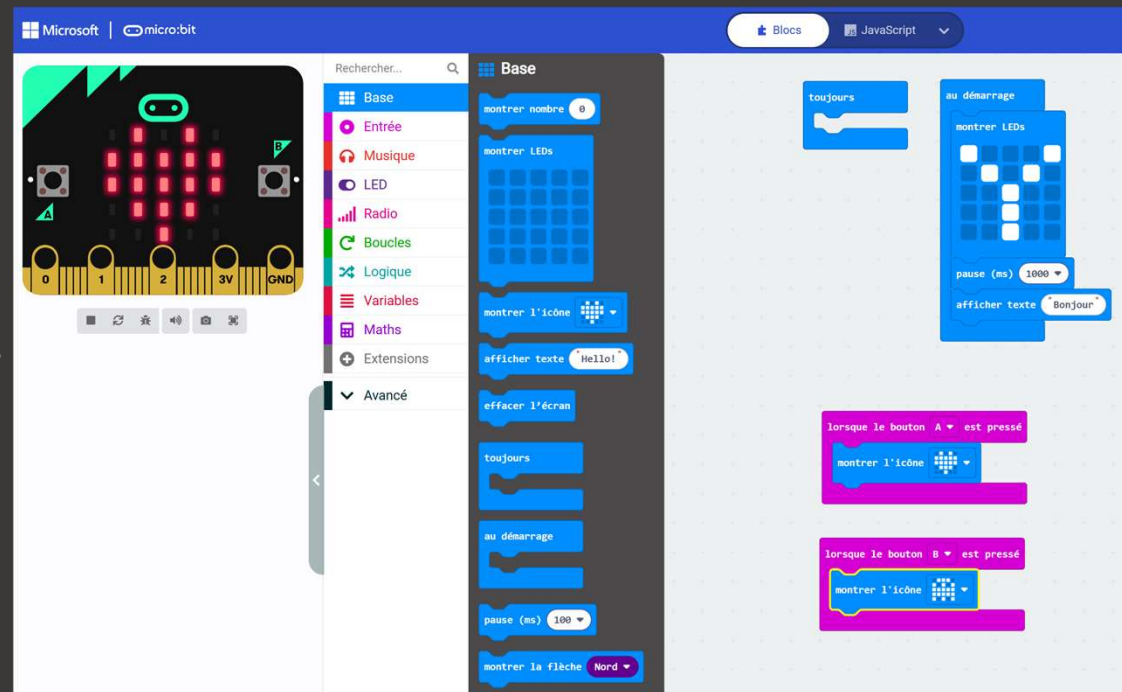 Microsoft | micro:bit
Blocs
JS JavaScript
A
B
0 1 2 3V GND
Rechercher...
Base
Entrée
Musique
LED
Radio
Boucles
Logique
Variables
Maths
Extensions
Avancé
Base
montrer nombre 0
montrer LEDs
montrer l'icône
afficher texte "Hello!"
effacer l'écran
toujours
au démarrage
pause (ms) 100
montrer la flèche Nord
toujours
au démarrage
montrer LEDs
pause (ms) 1000
afficher texte "Bonjour"
lorsque le bouton A est pressé
montrer l'icône
lorsque le bouton B est pressé
montrer l'icône